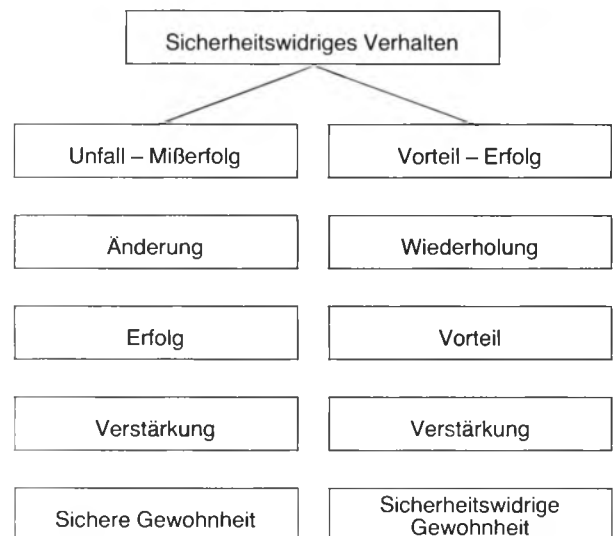 Sicherheitswidriges Verhalten
Unfall – Mißerfolg
Vorteil – Erfolg
Änderung
Wiederholung
Erfolg
Vorteil
Verstärkung
Verstärkung
Sichere Gewohnheit
Sicherheitswidrige
Gewohnheit